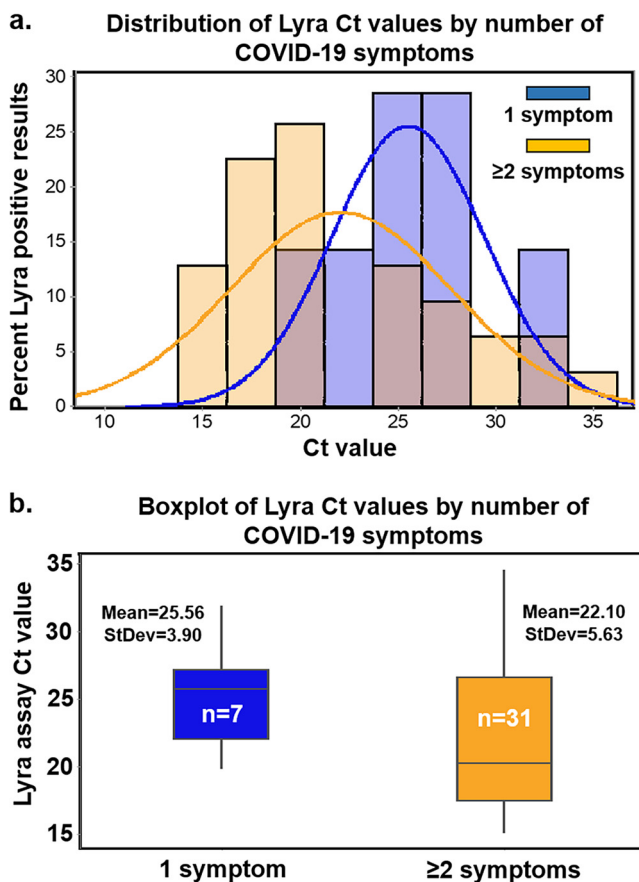 a.
Distribution of Lyra Ct values by number of
COVID-19 symptoms
Percent Lyra positive results
30
25
20
15
10
5
0
10
15
20
25
30
35
Ct value
1 symptom
≥2 symptoms
b.
Boxplot of Lyra Ct values by number of
COVID-19 symptoms
Lyra assay Ct value
35
30
25
20
15
Mean=25.56
StDev=3.90
n=7
Mean=22.10
StDev=5.63
n=31
1 symptom
≥2 symptoms